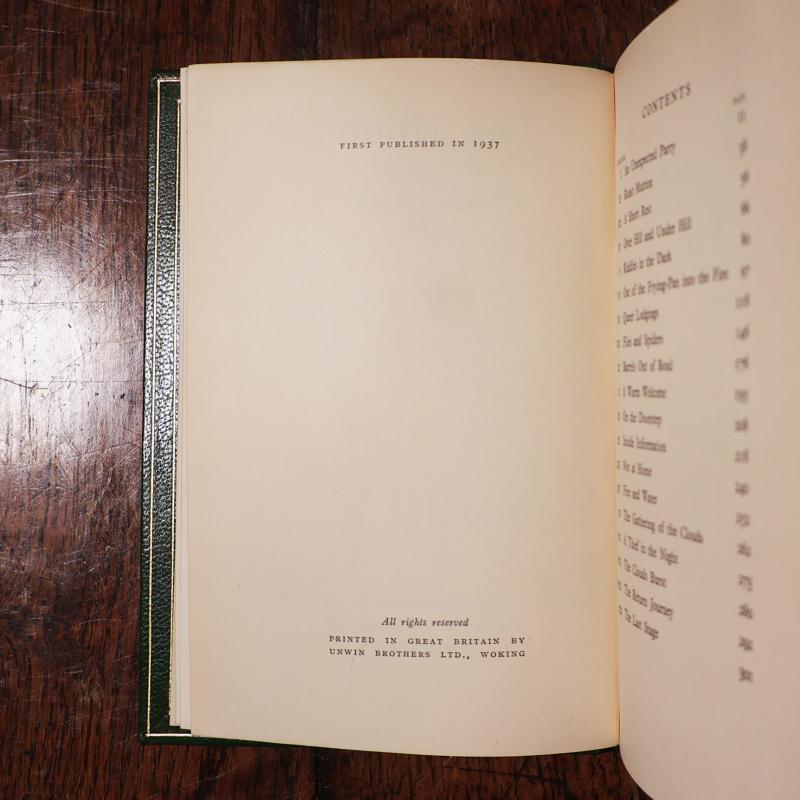 FIRST PUBLISHED IN 1937
All rights reserved
PRINTED IN GREAT BRITAIN BY
UNWIN BROTHERS LTD., WOKING
CONTENTS
An Unexpected Party
Roast Mutton
A Short Rest
Over Hill and Under Hill
Riddles in the Dark
Out of the Frying-Pan into the Fire
Queer Lodgings
Flies and Spiders
Barrels Out of Bond
A Warm Welcome
On the Doorstep
Inside Information
Not at Home
Fire and Water
The Gathering of the Clouds
A Thief in the Night
The Clouds Burst
The Return Journey
The Last Stage